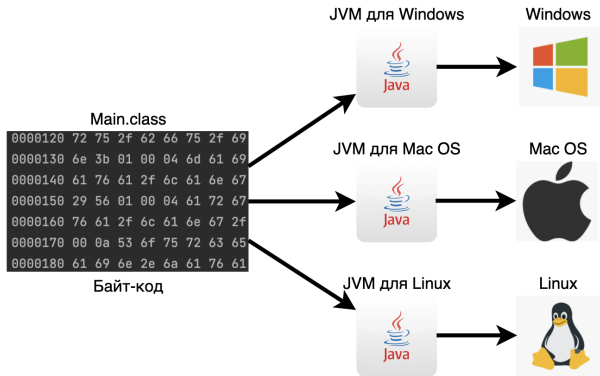 JVM для Windows
Windows
Java
Main.class
0000120 72 75 2f 62 66 75 2f 69
0000130 6e 3b 01 00 04 6d 61 69
0000140 61 76 61 2f 6c 61 6e 67
0000150 29 56 01 00 04 61 72 67
0000160 76 61 2f 6c 61 6e 67 2f
0000170 00 0a 53 6f 75 72 63 65
0000180 61 69 6e 2e 6a 61 76 61
Байт-код
JVM для Mac OS
Mac OS
Java
JVM для Linux
Linux
Java